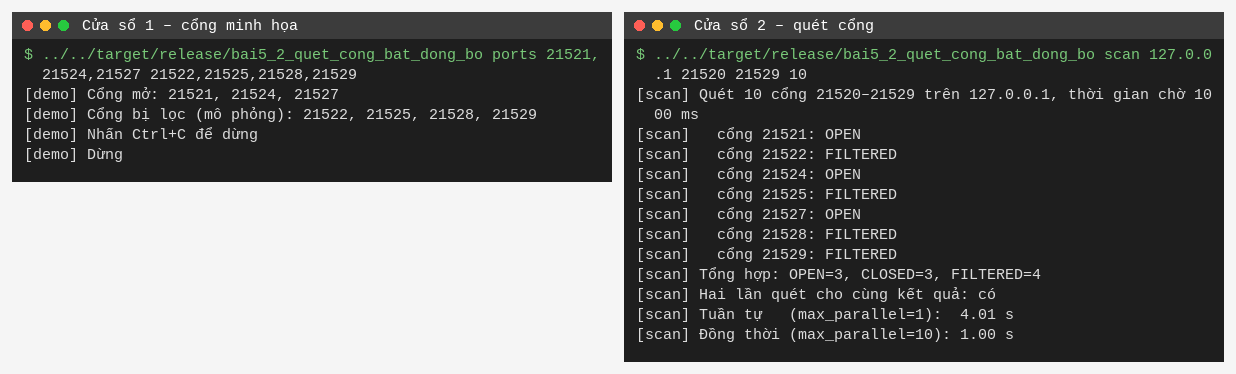 Cửa sổ 1 – cổng minh họa
$ ../../target/release/bai5_2_quet_cong_bat_dong_bo ports 21521,
21524,21527 21522,21525,21528,21529
[demo] Cổng mở: 21521, 21524, 21527
[demo] Cổng bị lọc (mô phỏng): 21522, 21525, 21528, 21529
[demo] Nhấn Ctrl+C để dừng
[demo] Dừng
Cửa sổ 2 – quét cổng
$ ../../target/release/bai5_2_quet_cong_bat_dong_bo scan 127.0.0
.1 21520 21529 10
[scan] Quét 10 cổng 21520–21529 trên 127.0.0.1, thời gian chờ 10
00 ms
[scan]   cổng 21521: OPEN
[scan]   cổng 21522: FILTERED
[scan]   cổng 21524: OPEN
[scan]   cổng 21525: FILTERED
[scan]   cổng 21527: OPEN
[scan]   cổng 21528: FILTERED
[scan]   cổng 21529: FILTERED
[scan] Tổng hợp: OPEN=3, CLOSED=3, FILTERED=4
[scan] Hai lần quét cho cùng kết quả: có
[scan] Tuần tự   (max_parallel=1):  4.01 s
[scan] Đồng thời (max_parallel=10): 1.00 s